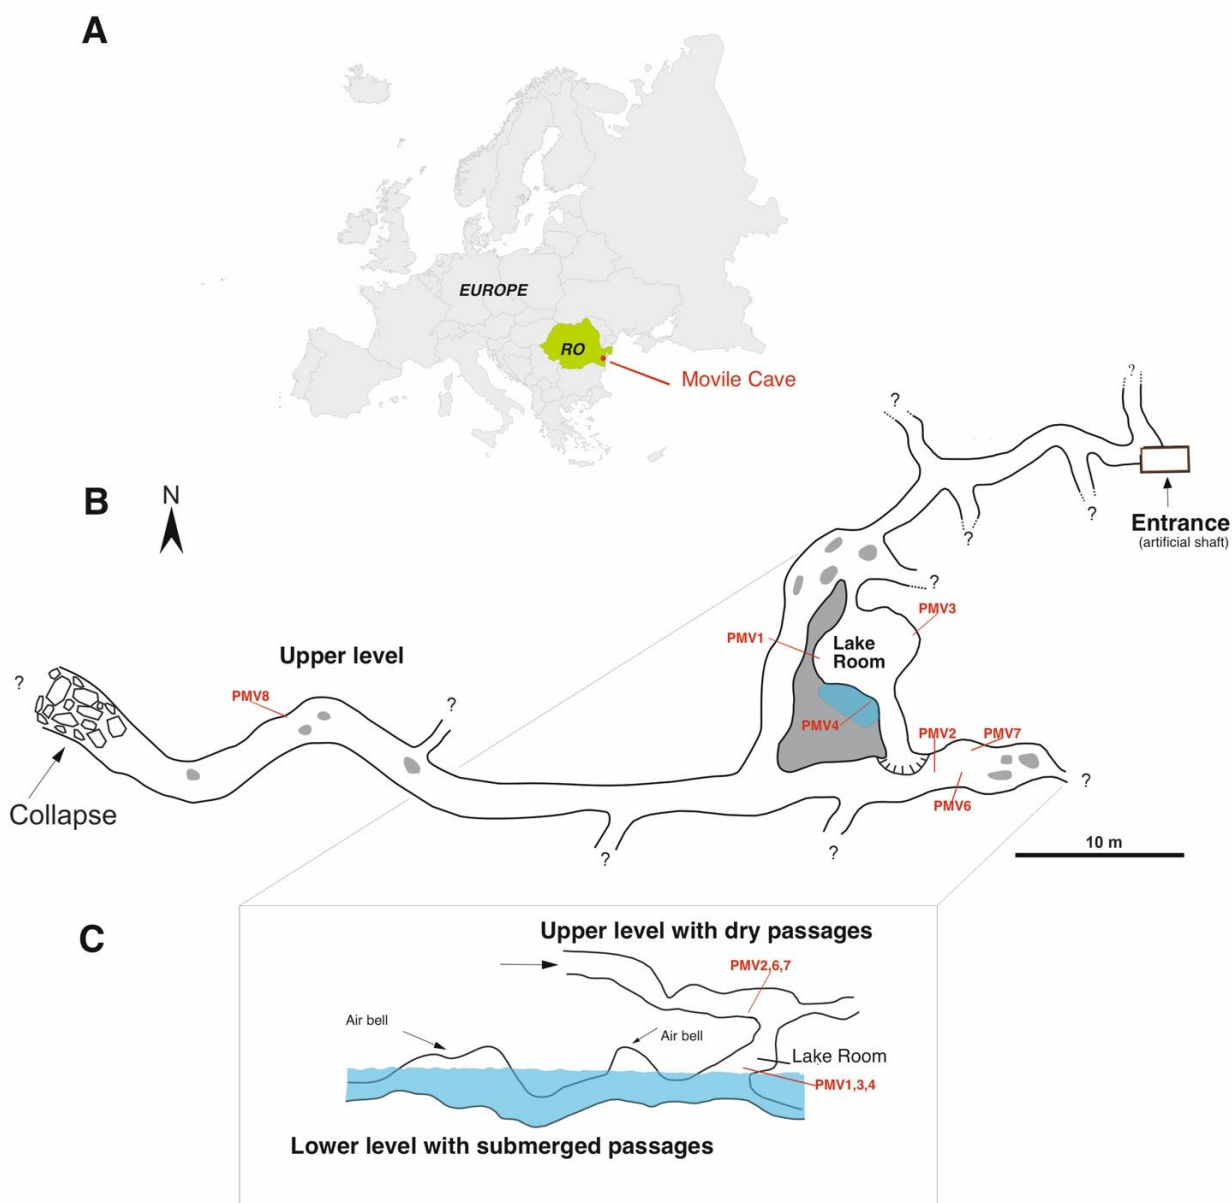 A
EUROPE
RO
Movile Cave
B
N
?
?
?
?
?
Entrance
(artificial shaft)
?
PMV3
PMV1
Lake
Room
Upper level
?
PMV8
?
PMV4
PMV2
PMV7
?
PMV6
Collapse
10 m
?
?
C
Upper level with dry passages
PMV2,6,7
Air bell
Air bell
Lake Room
PMV1,3,4
Lower level with submerged passages